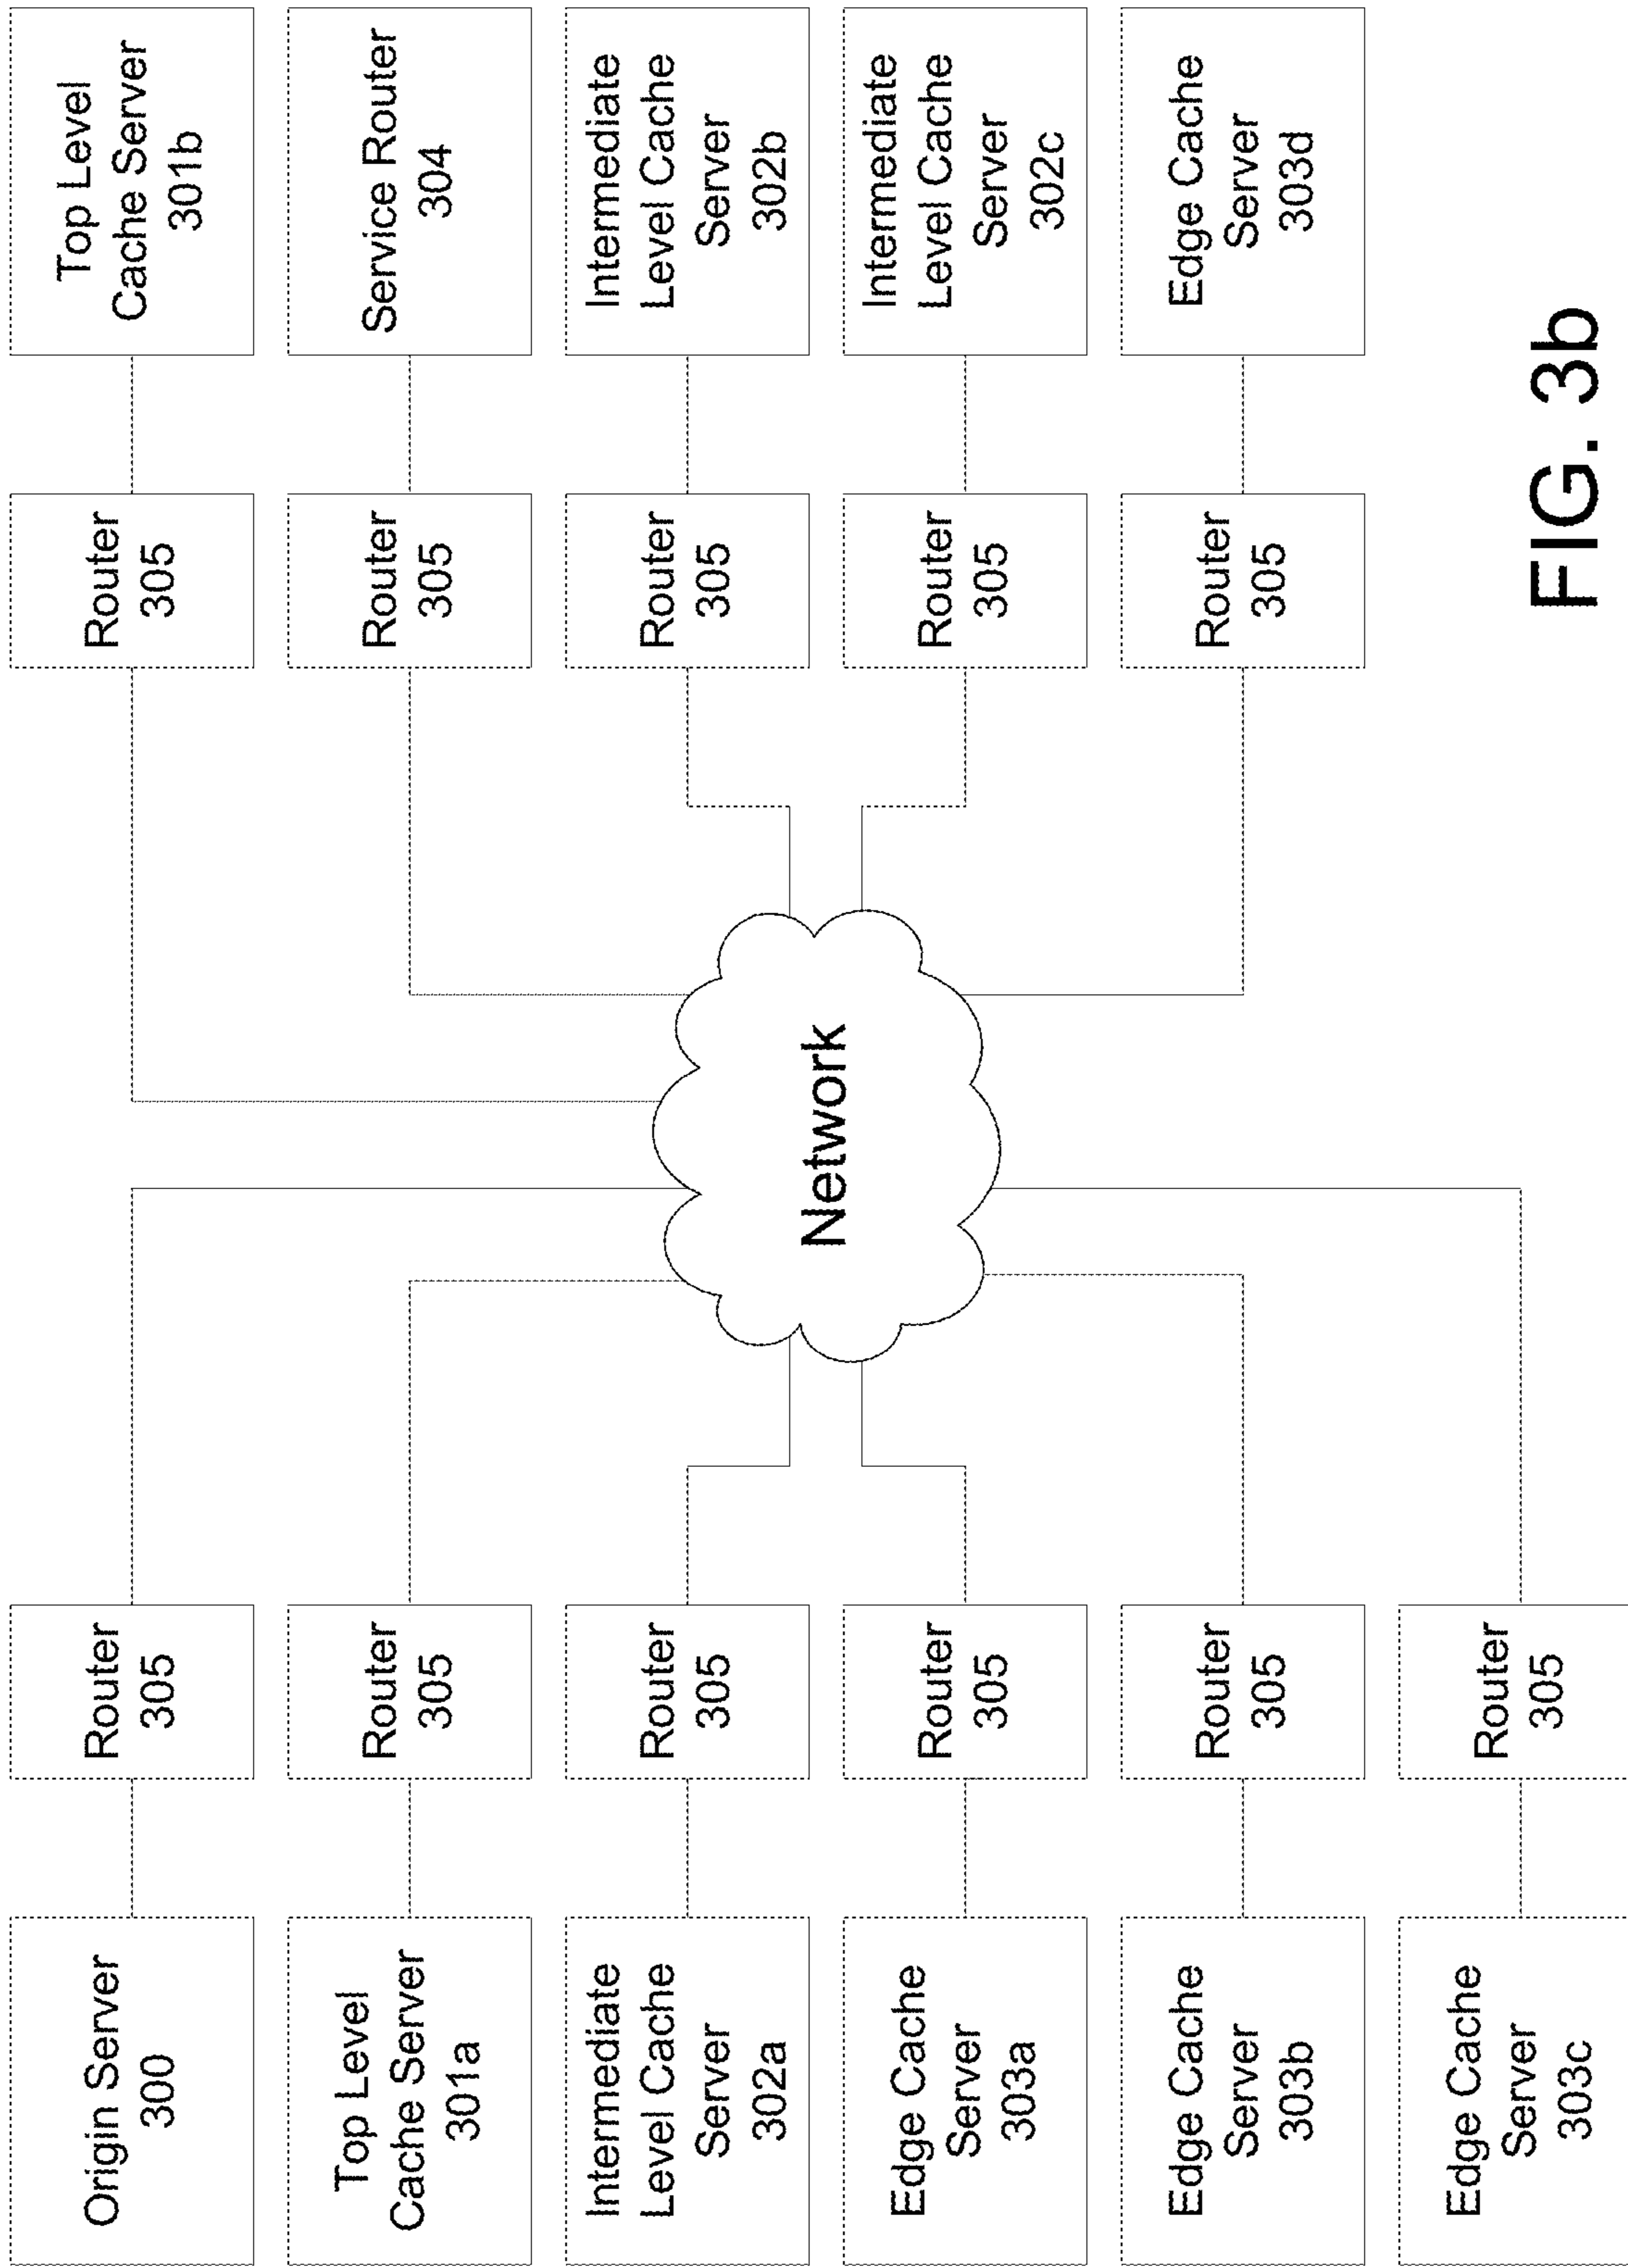 Origin Server
300
Router
305
Router
305
Top Level
Cache Server
301b
Top Level
Cache Server
301a
Router
305
Router
305
Service Router
304
Intermediate
Level Cache
Server
302a
Router
305
Network
Router
305
Intermediate
Level Cache
Server
302b
Edge Cache
Server
303a
Router
305
Router
305
Intermediate
Level Cache
Server
302c
Edge Cache
Server
303b
Router
305
Router
305
Edge Cache
Server
303d
Edge Cache
Server
303c
Router
305
FIG. 3b